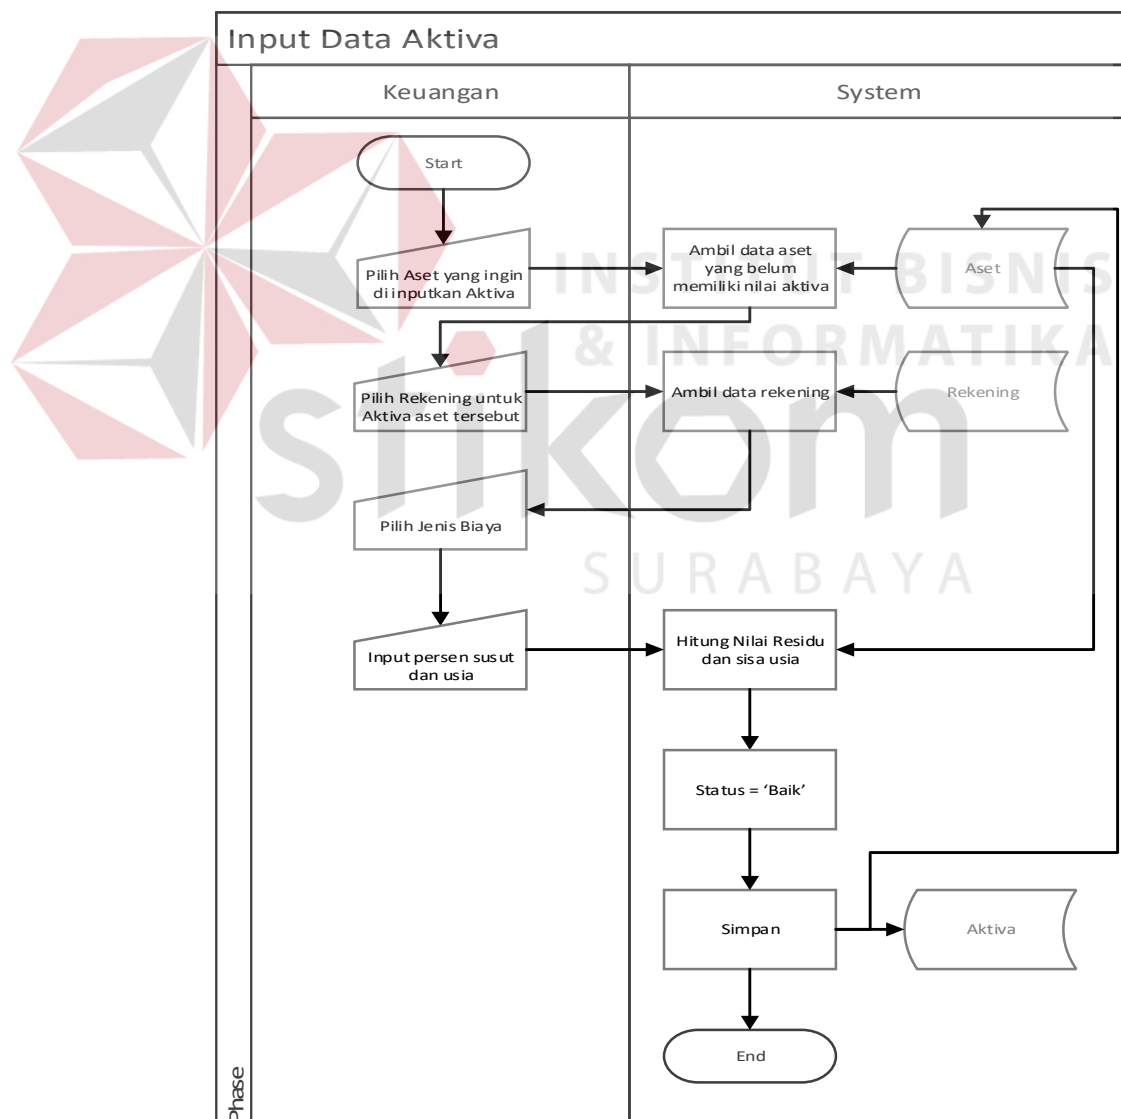 Input Data Aktiva
Keuangan
System
Start
Pilih Aset yang ingin
di inputkan Aktiva
Ambil data aset
yang belum
memiliki nilai aktiva
Aset
INSTITUT BISNIS
& INFORMATIKA
Pilih Rekening untuk
Aktiva aset tersebut
Ambil data rekening
Rekening
stikom
Pilih Jenis Biaya
SURABAYA
Input persen susut
dan usia
Hitung Nilai Residu
dan sisa usia
Status = ‘Baik’
Simpan
Aktiva
End
Phase